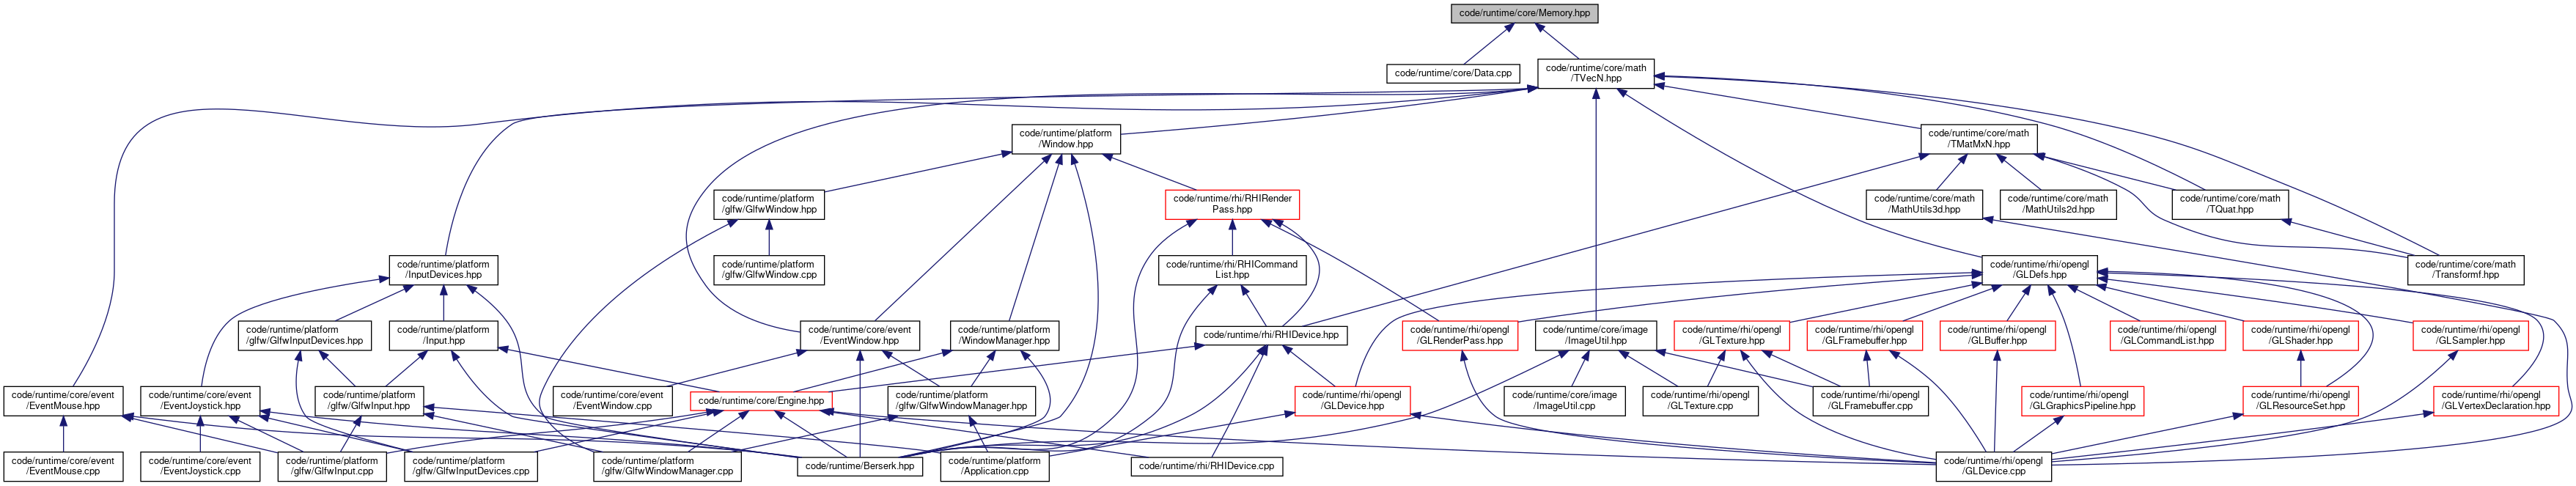 code/runtime/core/Memory.hpp
code/runtime/core/Data.cpp
code/runtime/core/math
/TVecN.hpp
code/runtime/platform
/Window.hpp
code/runtime/core/math
/TMatMxN.hpp
code/runtime/platform
/glfw/GlfwWindow.hpp
code/runtime/rhi/RHIRender
Pass.hpp
code/runtime/core/math
/MathUtils3d.hpp
code/runtime/core/math
/MathUtils2d.hpp
code/runtime/core/math
/TQuat.hpp
code/runtime/platform
/InputDevices.hpp
code/runtime/platform
/glfw/GlfwWindow.cpp
code/runtime/rhi/RHICommand
List.hpp
code/runtime/rhi/opengl
/GLDefs.hpp
code/runtime/core/math
/Transformf.hpp
code/runtime/platform
/glfw/GlfwInputDevices.hpp
code/runtime/platform
/Input.hpp
code/runtime/core/event
/EventWindow.hpp
code/runtime/platform
/WindowManager.hpp
code/runtime/rhi/RHIDevice.hpp
code/runtime/rhi/opengl
/GLRenderPass.hpp
code/runtime/core/image
/ImageUtil.hpp
code/runtime/rhi/opengl
/GLTexture.hpp
code/runtime/rhi/opengl
/GLFramebuffer.hpp
code/runtime/rhi/opengl
/GLBuffer.hpp
code/runtime/rhi/opengl
/GLCommandList.hpp
code/runtime/rhi/opengl
/GLShader.hpp
code/runtime/rhi/opengl
/GLSampler.hpp
code/runtime/core/event
/EventMouse.hpp
code/runtime/core/event
/EventJoystick.hpp
code/runtime/platform
/glfw/GlfwInput.hpp
code/runtime/core/event
/EventWindow.cpp
code/runtime/core/Engine.hpp
code/runtime/platform
/glfw/GlfwWindowManager.hpp
code/runtime/rhi/opengl
/GLDevice.hpp
code/runtime/core/image
/ImageUtil.cpp
code/runtime/rhi/opengl
/GLTexture.cpp
code/runtime/rhi/opengl
/GLFramebuffer.cpp
code/runtime/rhi/opengl
/GLGraphicsPipeline.hpp
code/runtime/rhi/opengl
/GLResourceSet.hpp
code/runtime/rhi/opengl
/GLVertexDeclaration.hpp
code/runtime/core/event
/EventMouse.cpp
code/runtime/core/event
/EventJoystick.cpp
code/runtime/platform
/glfw/GlfwInput.cpp
code/runtime/platform
/glfw/GlfwInputDevices.cpp
code/runtime/platform
/glfw/GlfwWindowManager.cpp
code/runtime/Berserk.hpp
code/runtime/platform
/Application.cpp
code/runtime/rhi/RHIDevice.cpp
code/runtime/rhi/opengl
/GLDevice.cpp